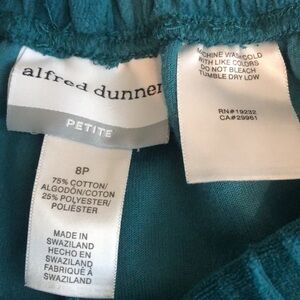 alfred dunner
PETITE
8P
75% COTTON/
ALGODÓN/COTON
25% POLYESTER/
POLIÉSTER
MADE IN
SWAZILAND
HECHO EN
SWAZILAND
FABRIQUÉ À
SWAZILAND
MACHINE WASH COLD
WITH LIKE COLORS
DO NOT BLEACH
TUMBLE DRY LOW
RN#19232
CA#29961